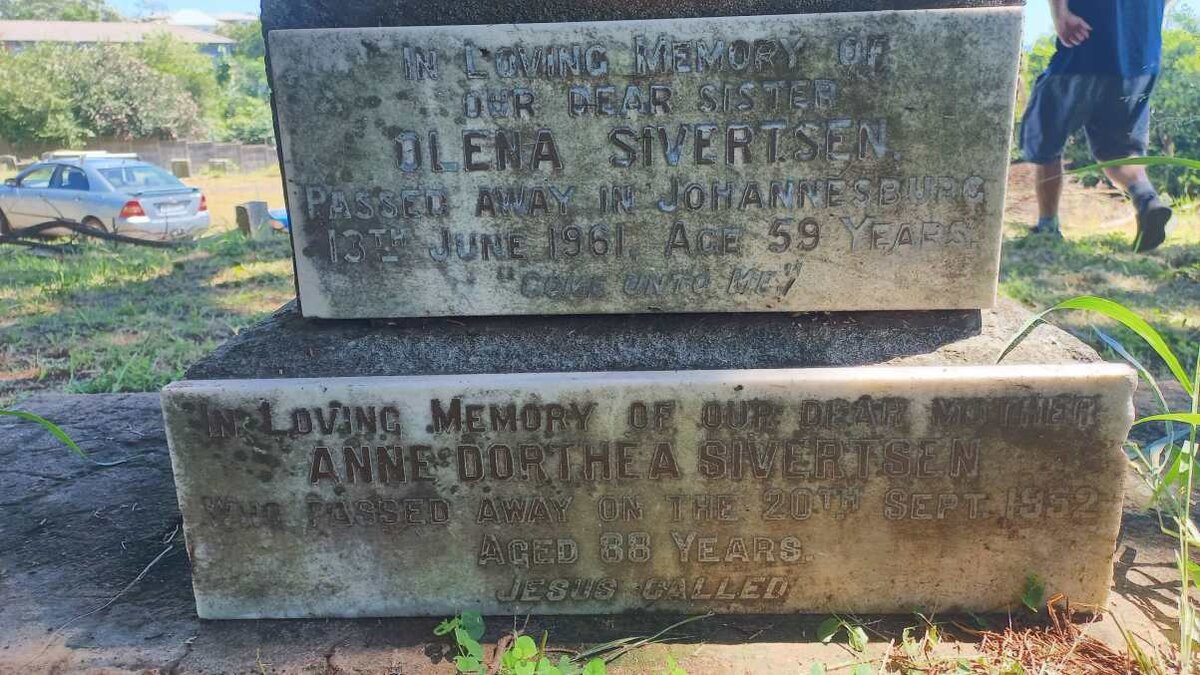 In Loving Memory of
our dear sister
OLENA SIVERTSEN.
Passed away in Johannesburg
13th June 1961. Age 59 Years.
"Come unto Me"
In Loving Memory of our dear Mother
ANNE DORTHEA SIVERTSEN
who passed away on the 20th Sept. 1952
Aged 88 Years.
Jesus called